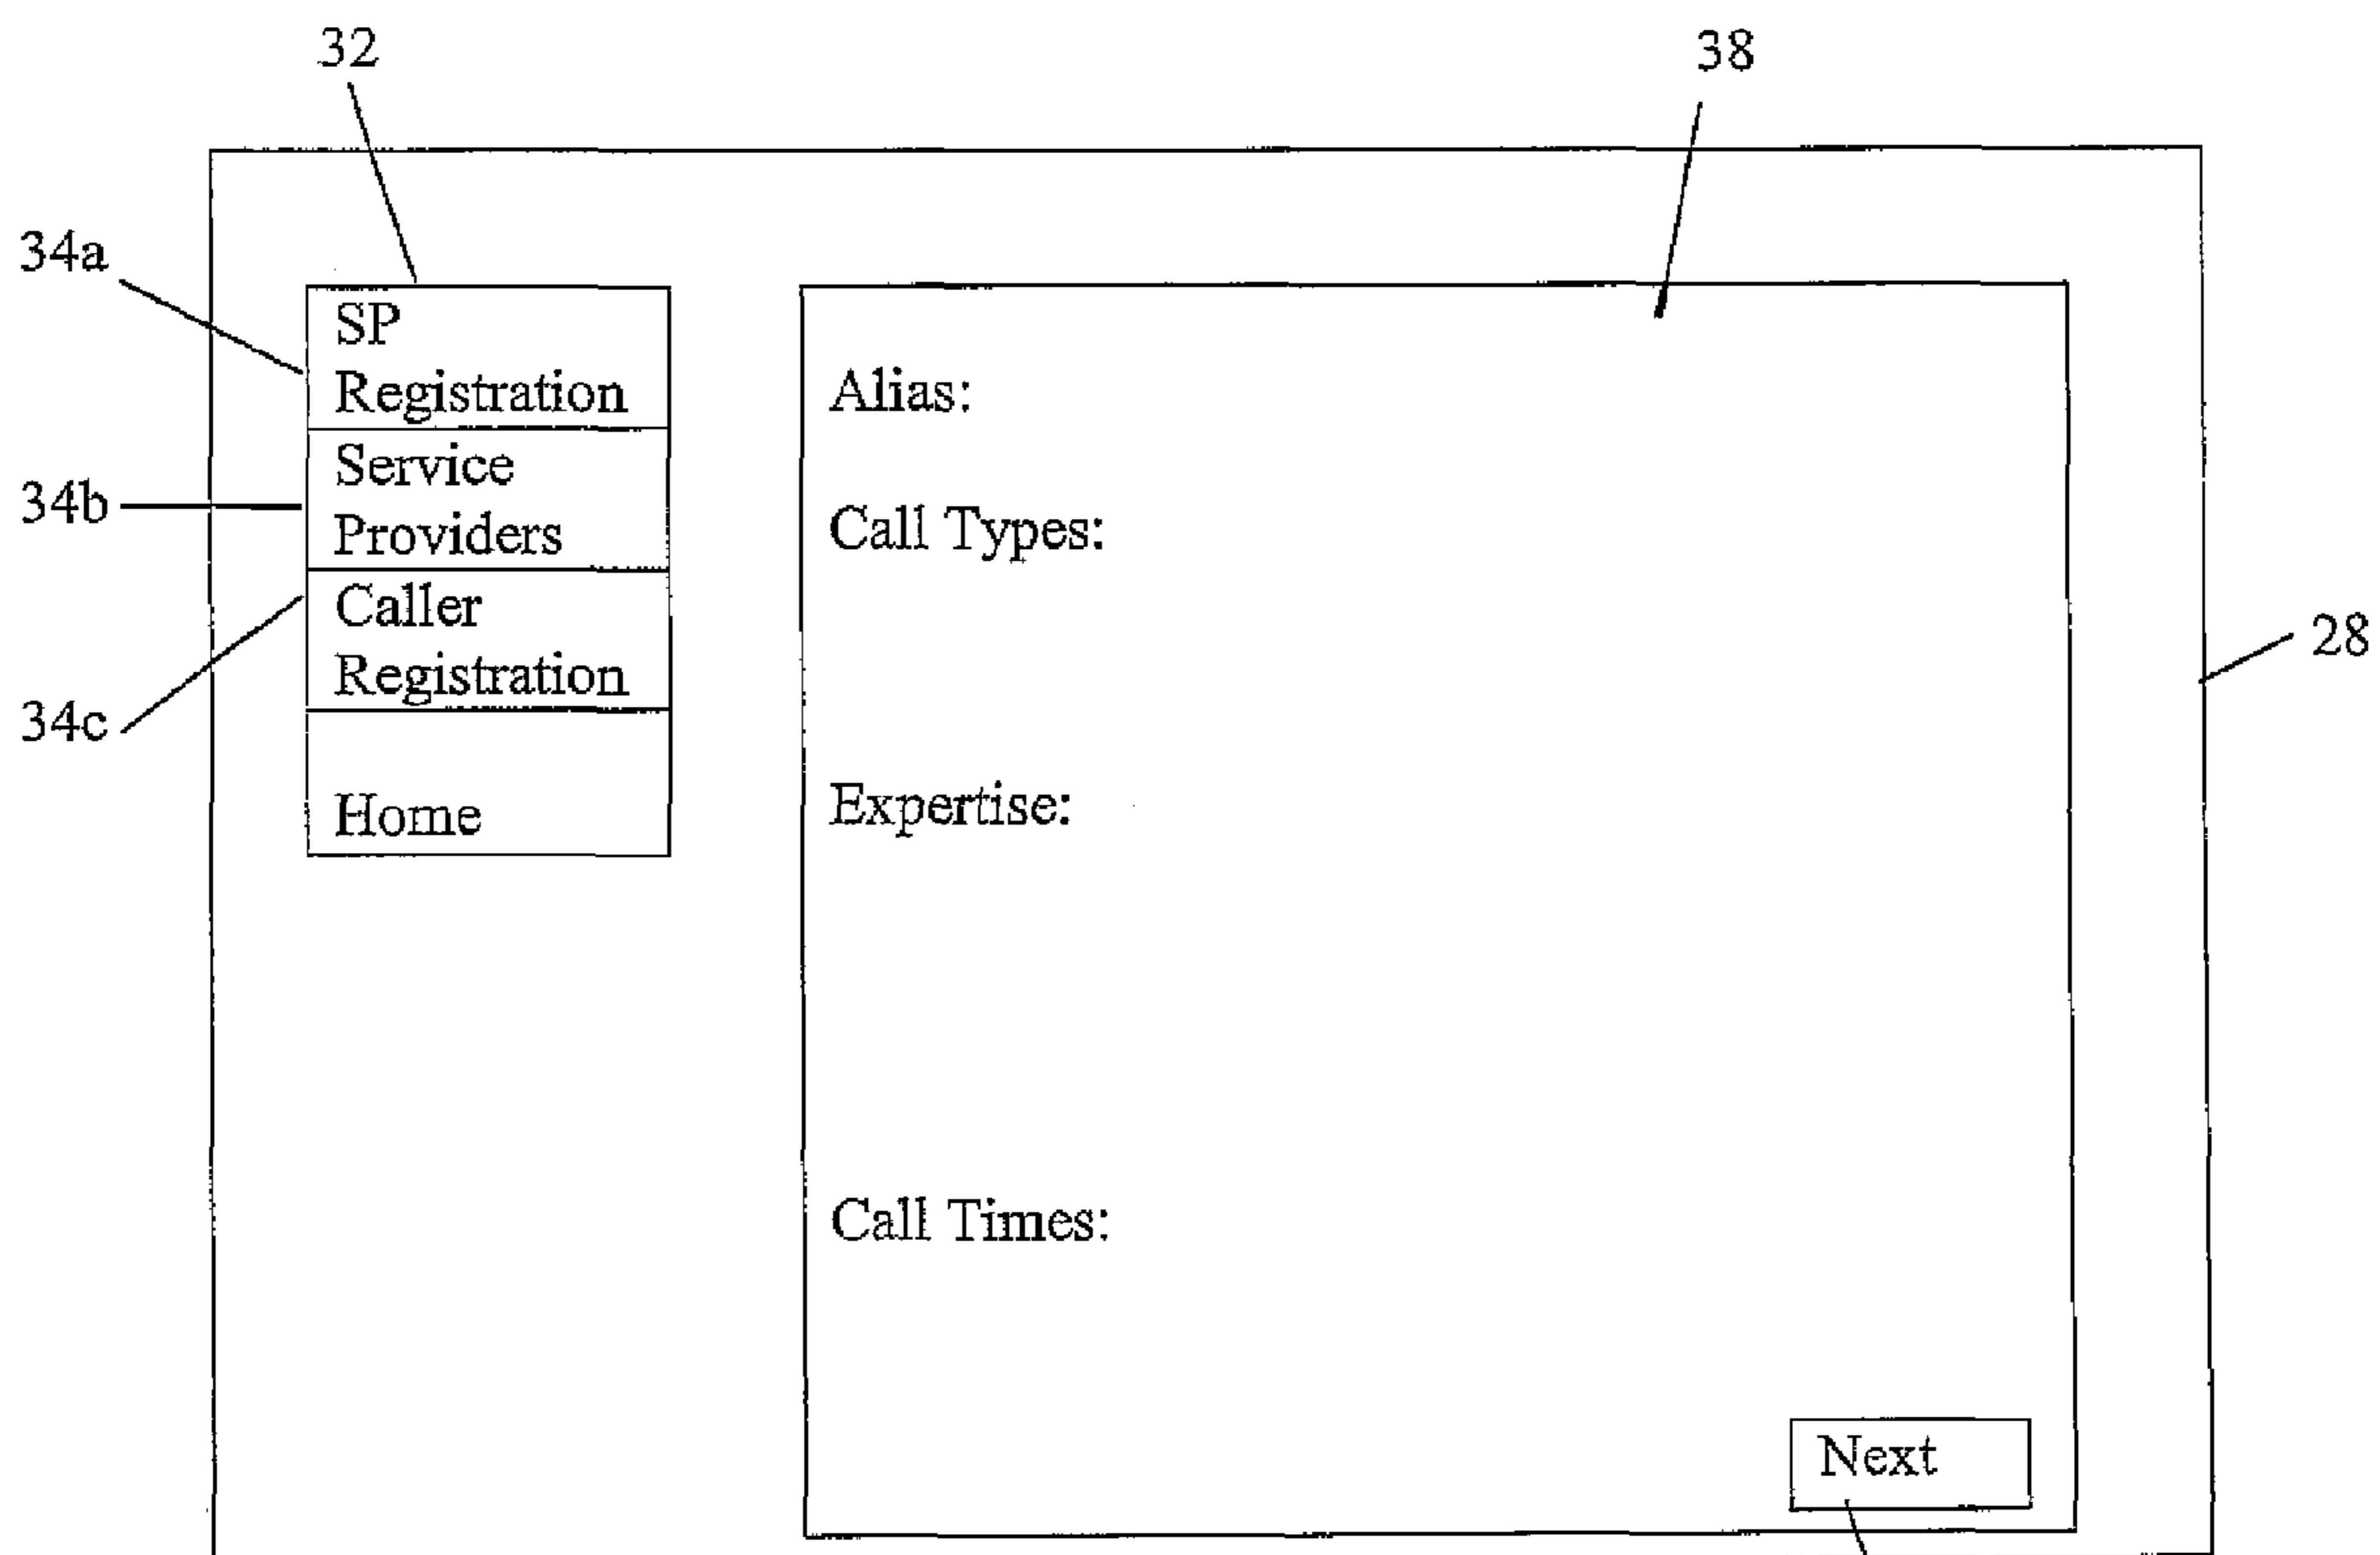 32
38
34a
SP
Registration
Alias:
34b
Service
Providers
Call Types:
34c
Caller
Registration
28
Home
Expertise:
Call Times:
Next